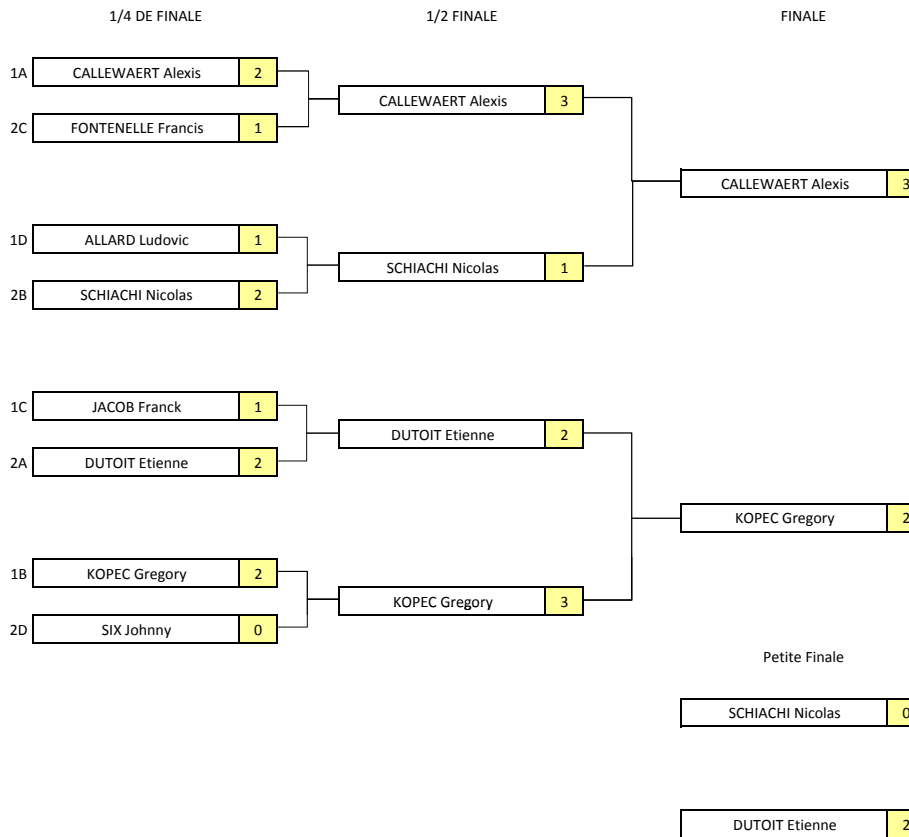 1/4 DE FINALE 1/2 FINALE FINALE
1A CALLEWAERT Alexis 2
CALLEWAERT Alexis 3
2C FONTENELLE Francis 1
CALLEWAERT Alexis 3
1D ALLARD Ludovic 1
SCHIACHI Nicolas 1
2B SCHIACHI Nicolas 2
1C JACOB Franck 1
DUTOIT Etienne 2
2A DUTOIT Etienne 2
KOPEC Gregory 2
1B KOPEC Gregory 2
KOPEC Gregory 3
2D SIX Johnny 0
Petite Finale
SCHIACHI Nicolas 0
DUTOIT Etienne 2